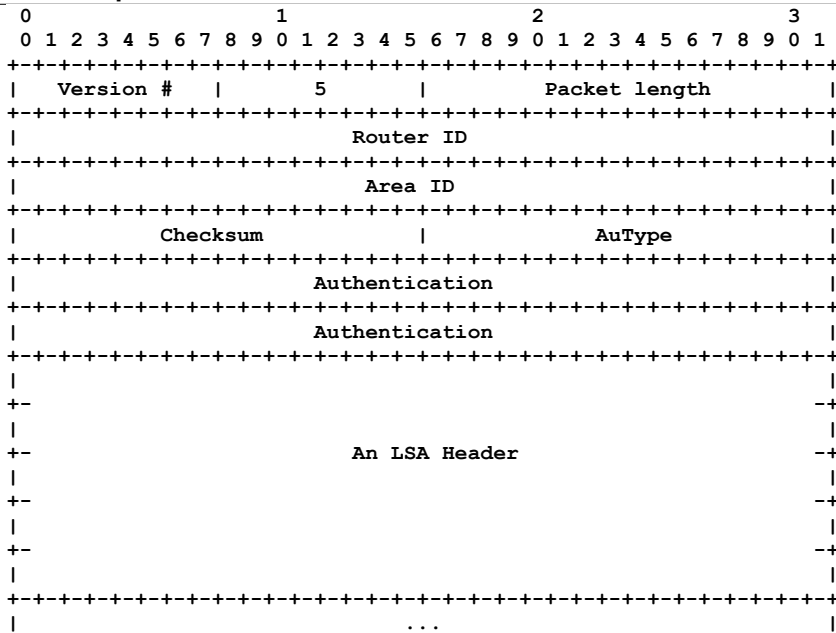 0                   1                   2                   3
 0 1 2 3 4 5 6 7 8 9 0 1 2 3 4 5 6 7 8 9 0 1 2 3 4 5 6 7 8 9 0 1
+-+-+-+-+-+-+-+-+-+-+-+-+-+-+-+-+-+-+-+-+-+-+-+-+-+-+-+-+-+-+-+-+
|   Version #   |       5       |         Packet length         |
+-+-+-+-+-+-+-+-+-+-+-+-+-+-+-+-+-+-+-+-+-+-+-+-+-+-+-+-+-+-+-+-+
|                          Router ID                            |
+-+-+-+-+-+-+-+-+-+-+-+-+-+-+-+-+-+-+-+-+-+-+-+-+-+-+-+-+-+-+-+-+
|                           Area ID                             |
+-+-+-+-+-+-+-+-+-+-+-+-+-+-+-+-+-+-+-+-+-+-+-+-+-+-+-+-+-+-+-+-+
|           Checksum            |             AuType            |
+-+-+-+-+-+-+-+-+-+-+-+-+-+-+-+-+-+-+-+-+-+-+-+-+-+-+-+-+-+-+-+-+
|                       Authentication                          |
+-+-+-+-+-+-+-+-+-+-+-+-+-+-+-+-+-+-+-+-+-+-+-+-+-+-+-+-+-+-+-+-+
|                       Authentication                          |
+-+-+-+-+-+-+-+-+-+-+-+-+-+-+-+-+-+-+-+-+-+-+-+-+-+-+-+-+-+-+-+-+
|                                                               |
+-                                                             -+
|                                                               |
+-                         An LSA Header                       -+
|                                                               |
+-                                                             -+
|                                                               |
+-                                                             -+
|                                                               |
+-+-+-+-+-+-+-+-+-+-+-+-+-+-+-+-+-+-+-+-+-+-+-+-+-+-+-+-+-+-+-+-+
|                              ...                              |